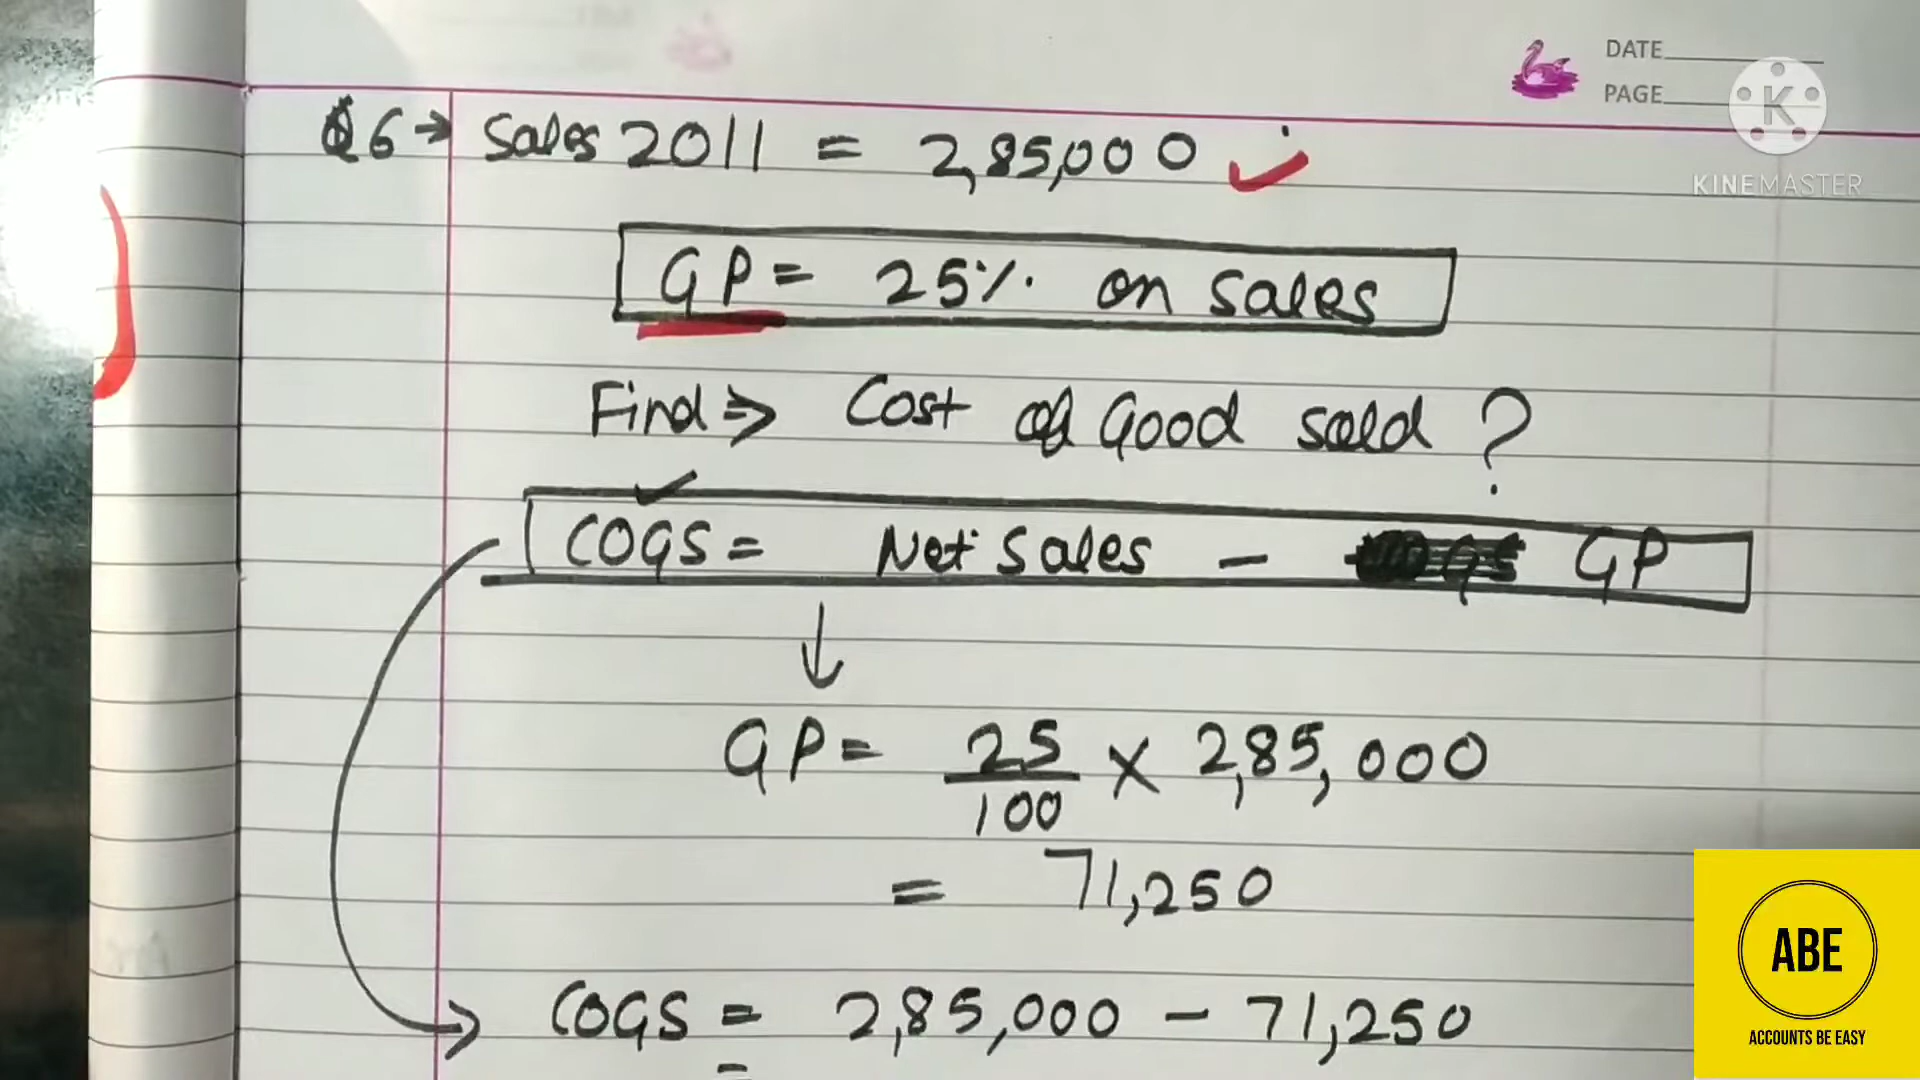 DATE
PAGE
KINEMASTER
Q6→ Sales 2011 = 2,85,000
GP = 25% on Sales
Find ⇒ Cost of Good sold ?
COGS = Net Sales - GP
↓
GP = 25/100 × 2,85,000
= 71,250
→ COGS = 2,85,000 - 71,250
=
ABE
ACCOUNTS BE EASY